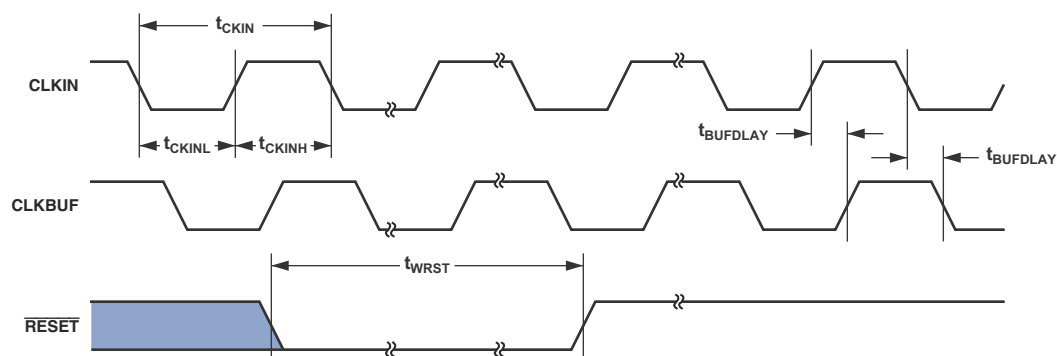 tCKIN
CLKIN
tCKINL tCKINH
tBUFDLAY
tBUFDLAY
CLKBUF
tWRST
RESET